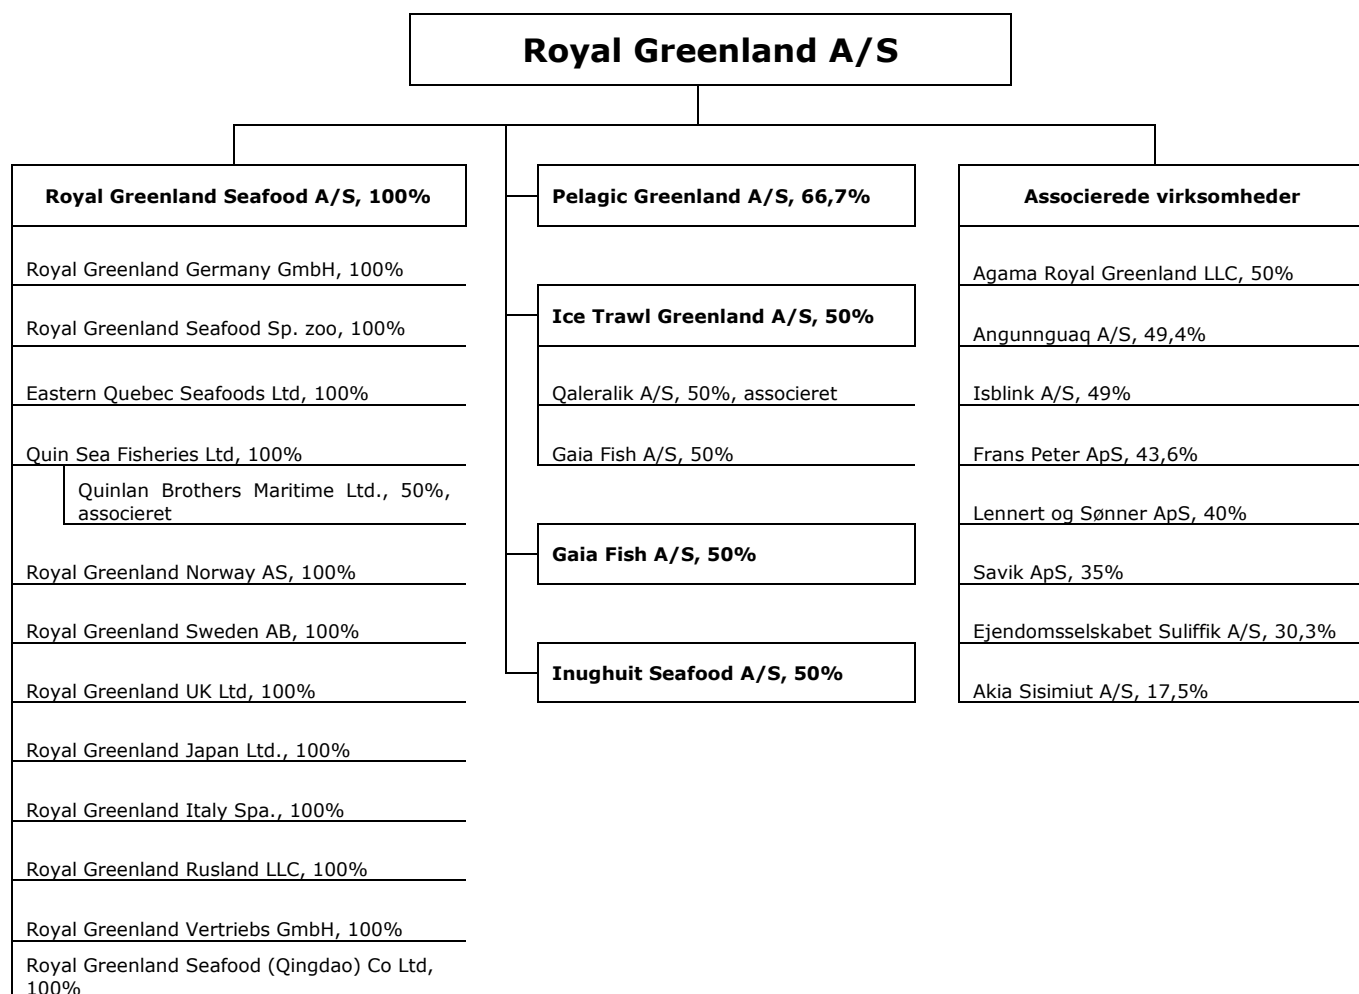 Royal Greenland A/S
Royal Greenland Seafood A/S, 100%
Royal Greenland Germany GmbH, 100%
Royal Greenland Seafood Sp. zoo, 100%
Eastern Quebec Seafoods Ltd, 100%
Quin Sea Fisheries Ltd, 100%
Quinlan Brothers Maritime Ltd., 50%,
associeret
Royal Greenland Norway AS, 100%
Royal Greenland Sweden AB, 100%
Royal Greenland UK Ltd, 100%
Royal Greenland Japan Ltd., 100%
Royal Greenland Italy Spa., 100%
Royal Greenland Rusland LLC, 100%
Royal Greenland Vertriebs GmbH, 100%
Royal Greenland Seafood (Qingdao) Co Ltd,
100%
Pelagic Greenland A/S, 66,7%
Ice Trawl Greenland A/S, 50%
Qaleralik A/S, 50%, associeret
Gaia Fish A/S, 50%
Gaia Fish A/S, 50%
Inughuit Seafood A/S, 50%
Associerede virksomheder
Agama Royal Greenland LLC, 50%
Angunnguaq A/S, 49,4%
Isblink A/S, 49%
Frans Peter ApS, 43,6%
Lennert og Sønner ApS, 40%
Savik ApS, 35%
Ejendomsselskabet Suliffik A/S, 30,3%
Akia Sisimiut A/S, 17,5%